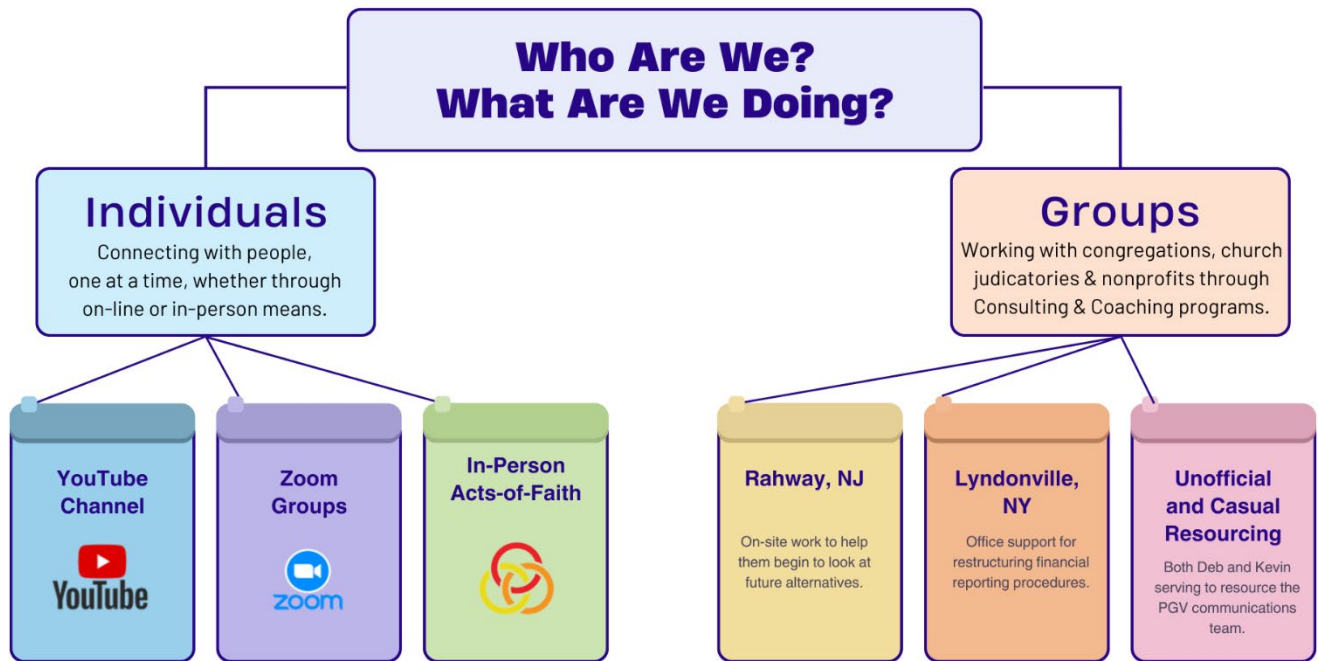 Who Are We?
What Are We Doing?
Individuals
Connecting with people,
one at a time, whether through
on-line or in-person means.
Groups
Working with congregations, church
judicatories & nonprofits through
Consulting & Coaching programs.
YouTube
Channel
YouTube
Zoom
Groups
zoom
In-Person
Acts-of-Faith
Rahway, NJ
On-site work to help
them begin to look at
future alternatives.
Lyndonville,
NY
Office support for
restructuring financial
reporting procedures.
Unofficial
and Casual
Resourcing
Both Deb and Kevin
serving to resource the
PGV communications
team.